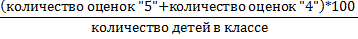 (количество оценок "5"+количество оценок "4")*100
количество детей в классе